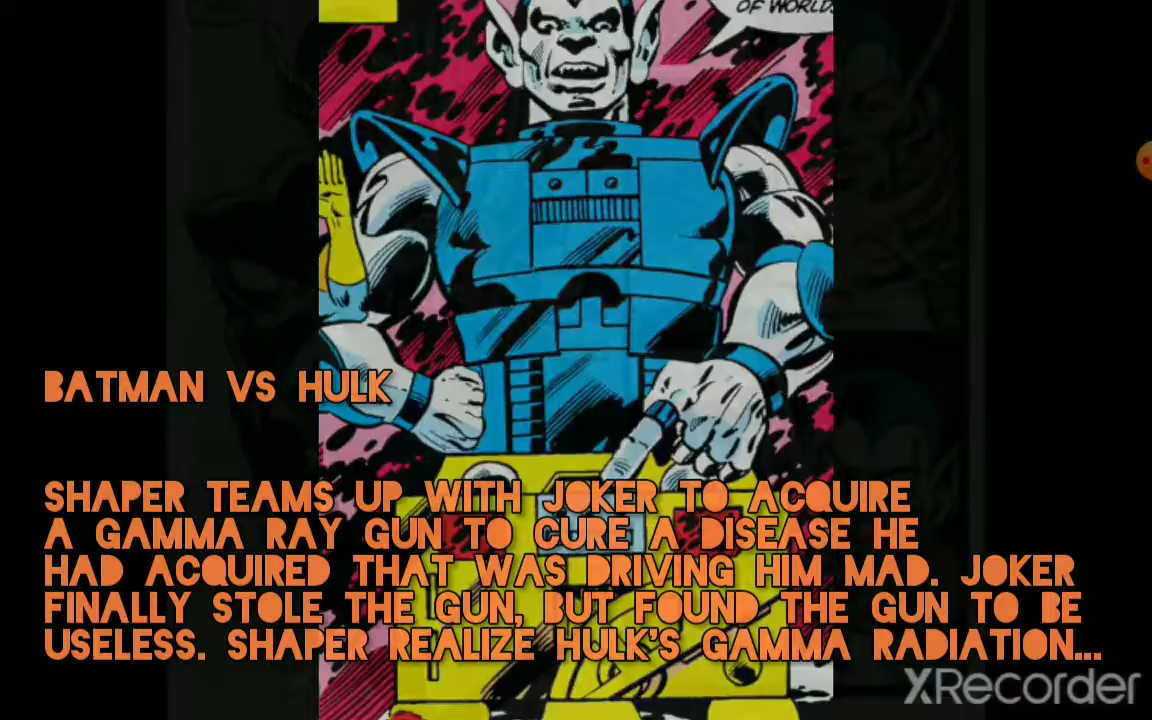 OF WORLDS
BATMAN VS HULK
SHAPER TEAMS UP WITH JOKER TO ACQUIRE
A GAMMA RAY GUN TO CURE A DISEASE HE
HAD ACQUIRED THAT WAS DRIVING HIM MAD. JOKER
FINALLY STOLE THE GUN, BUT FOUND THE GUN TO BE
USELESS. SHAPER REALIZE HULK'S GAMMA RADIATION...
XRecorder